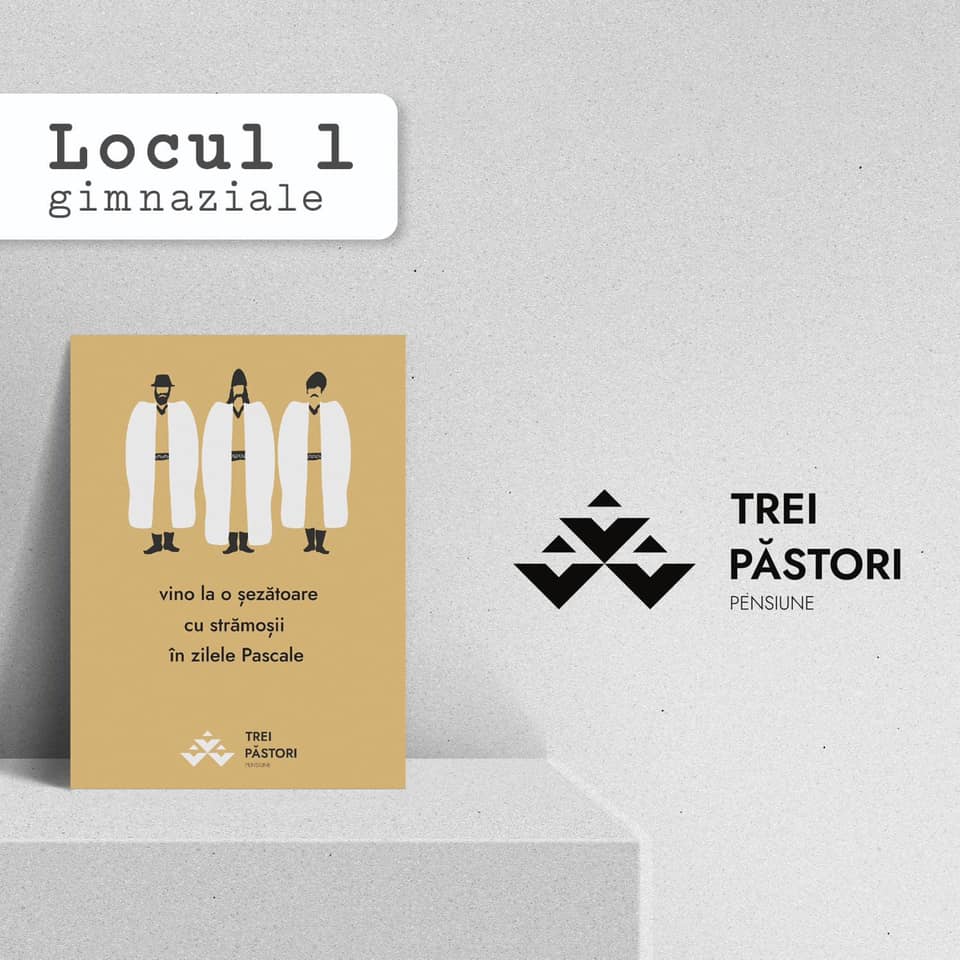 Locul 1
gimnaziale
vino la o șezătoare
cu strămoșii
în zilele Pascale
TREI
PĂSTORI
PENSIUNE
TREI
PĂSTORI
PENSIUNE